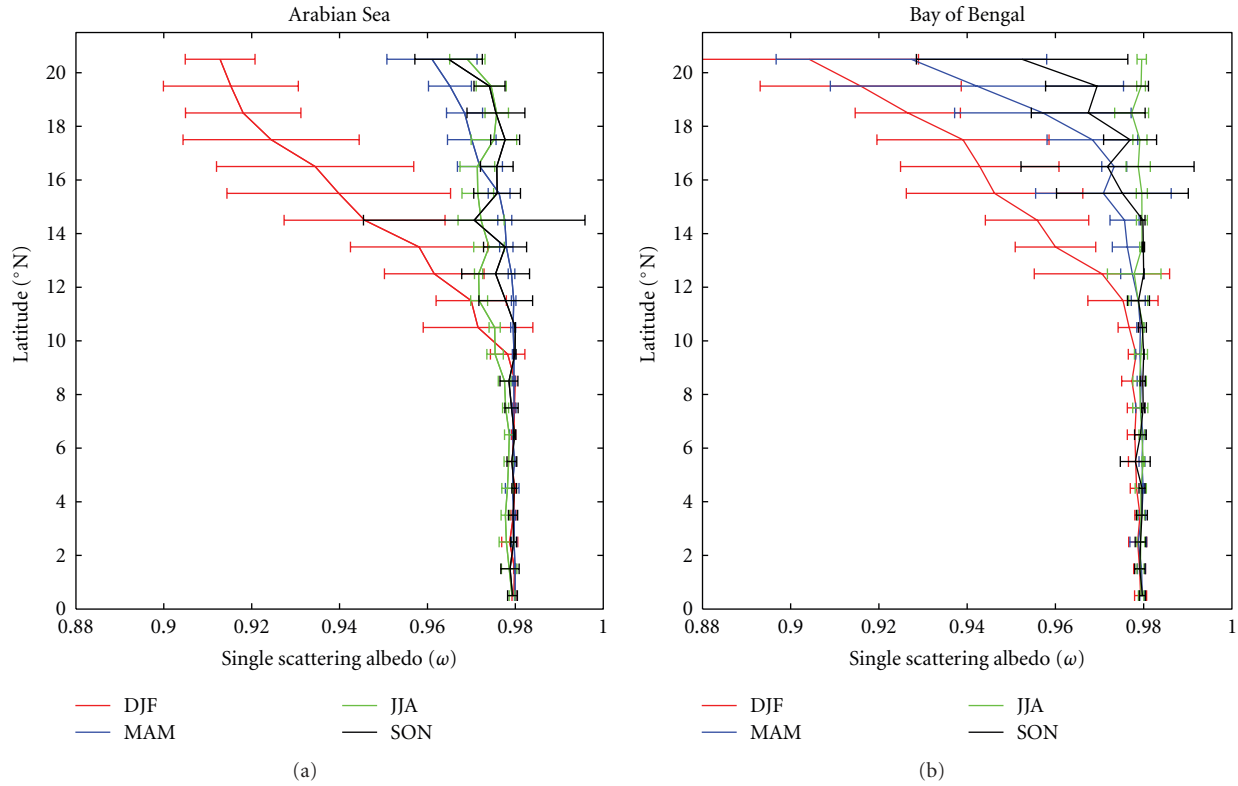 Arabian Sea
20
18
16
14
12
10
8
6
4
2
0
Latitude (°N)
0.88 0.9 0.92 0.94 0.96 0.98 1
Single scattering albedo (ω)
DJF
MAM
JJA
SON
(a)
Bay of Bengal
20
18
16
14
12
10
8
6
4
2
0
Latitude (°N)
0.88 0.9 0.92 0.94 0.96 0.98 1
Single scattering albedo (ω)
DJF
MAM
JJA
SON
(b)